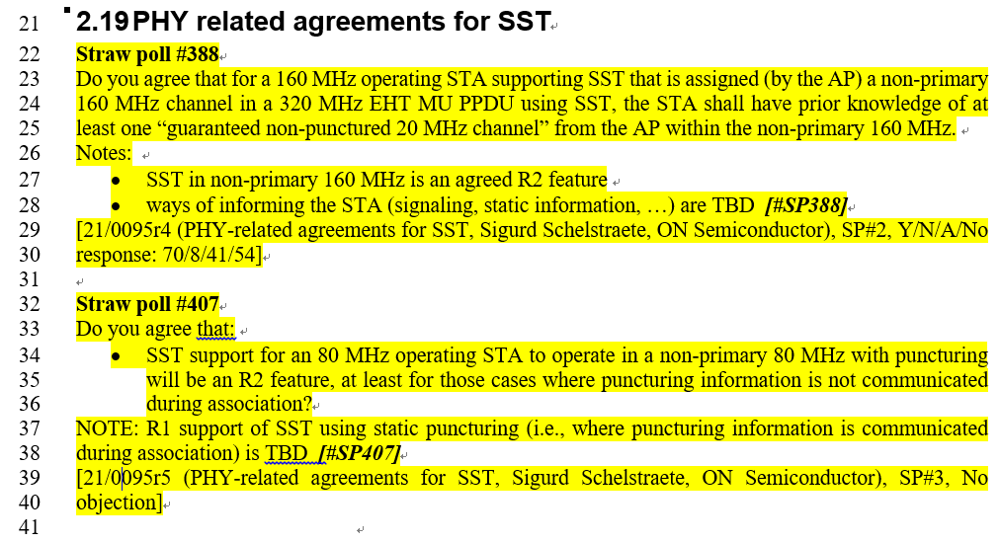 21 2.19 PHY related agreements for SST
22 Straw poll #388
23 Do you agree that for a 160 MHz operating STA supporting SST that is assigned (by the AP) a non-primary
24 160 MHz channel in a 320 MHz EHT MU PPDU using SST, the STA shall have prior knowledge of at
25 least one “guaranteed non-punctured 20 MHz channel” from the AP within the non-primary 160 MHz.
26 Notes:
27 • SST in non-primary 160 MHz is an agreed R2 feature
28 • ways of informing the STA (signaling, static information, …) are TBD [#SP388]
29 [21/0095r4 (PHY-related agreements for SST, Sigurd Schelstraete, ON Semiconductor), SP#2, Y/N/A/No
30 response: 70/8/41/54]
31
32 Straw poll #407
33 Do you agree that:
34 • SST support for an 80 MHz operating STA to operate in a non-primary 80 MHz with puncturing
35 will be an R2 feature, at least for those cases where puncturing information is not communicated
36 during association?
37 NOTE: R1 support of SST using static puncturing (i.e., where puncturing information is communicated
38 during association) is TBD [#SP407]
39 [21/0095r5 (PHY-related agreements for SST, Sigurd Schelstraete, ON Semiconductor), SP#3, No
40 objection]
41